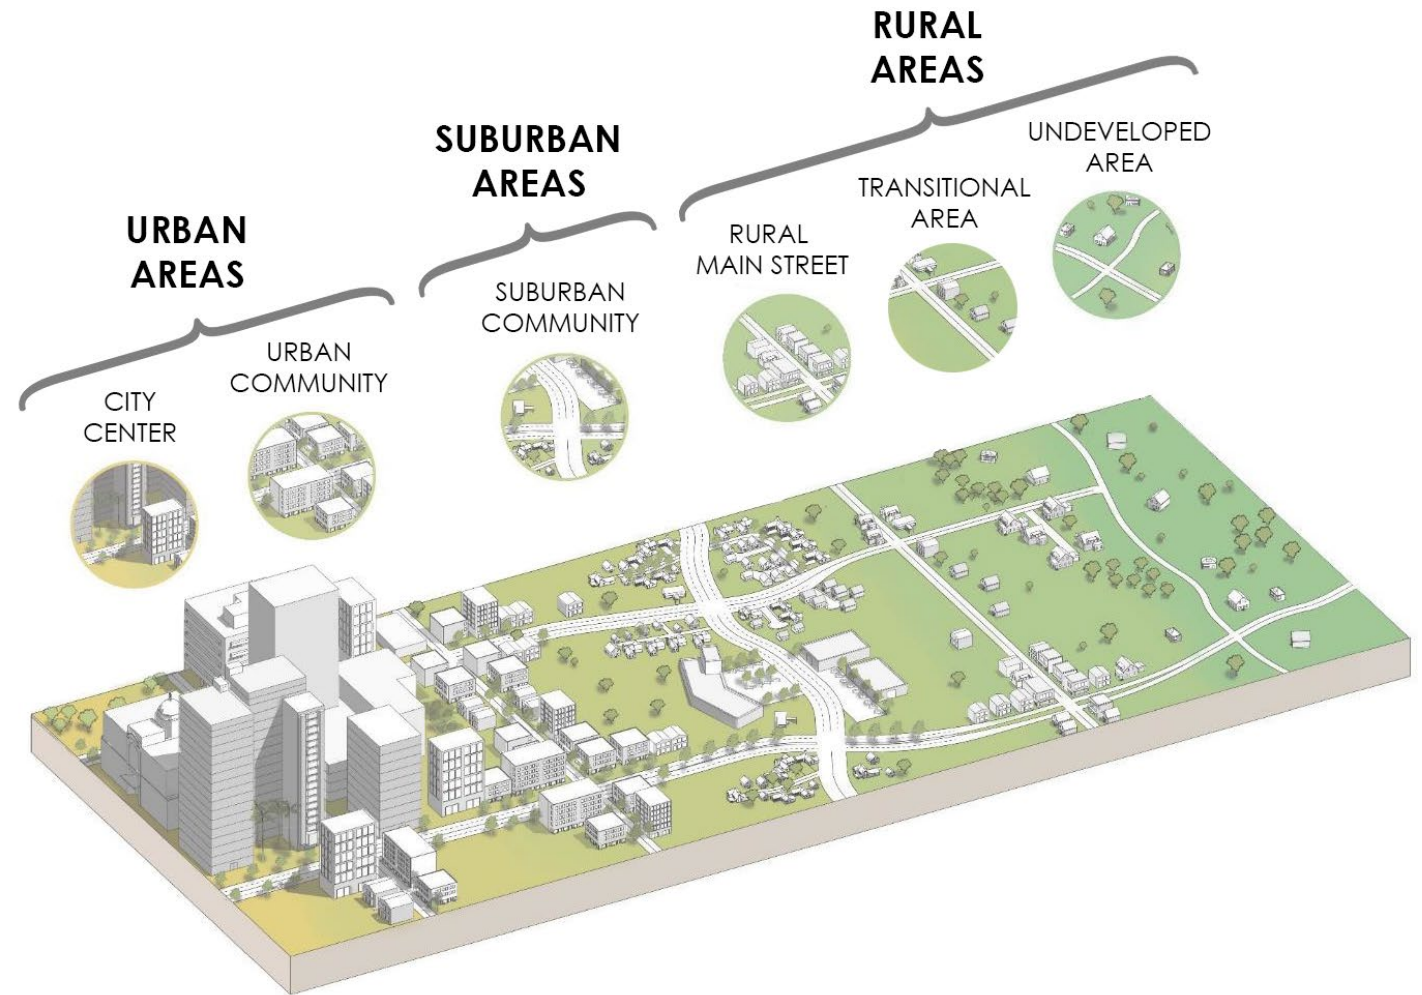 RURAL
AREAS
SUBURBAN
AREAS
URBAN
AREAS
UNDEVELOPED
AREA
TRANSITIONAL
AREA
RURAL
MAIN STREET
SUBURBAN
COMMUNITY
URBAN
COMMUNITY
CITY
CENTER